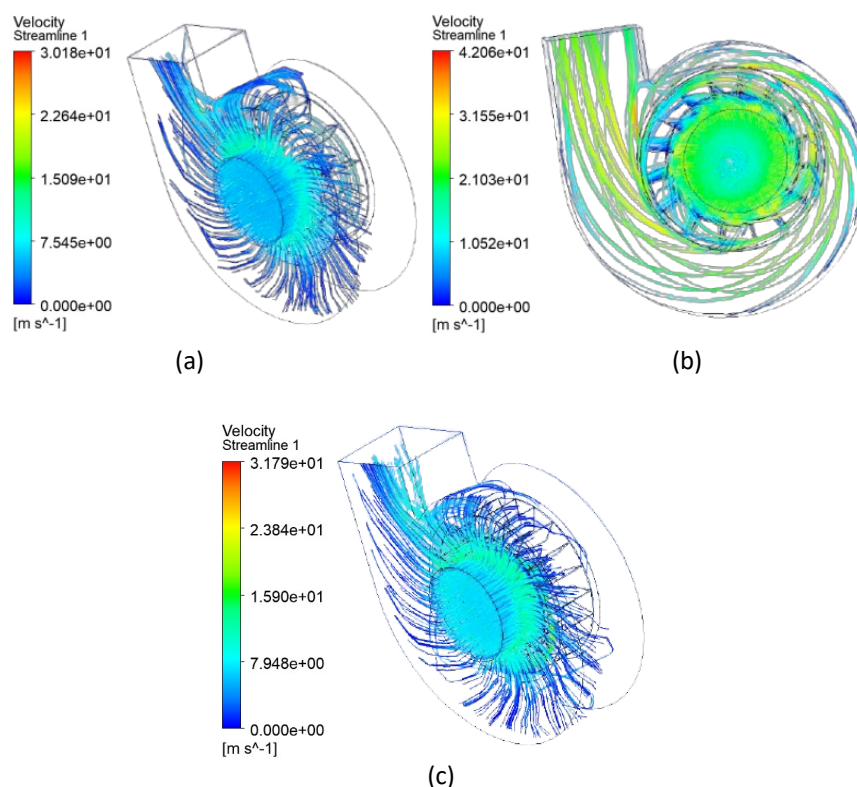 Velocity
Streamline 1
3.018e+01
2.264e+01
1.509e+01
7.545e+00
0.000e+00
[m s^-1]
(a)
Velocity
Streamline 1
4.206e+01
3.155e+01
2.103e+01
1.052e+01
0.000e+00
[m s^-1]
(b)
Velocity
Streamline 1
3.179e+01
2.384e+01
1.590e+01
7.948e+00
0.000e+00
[m s^-1]
(c)